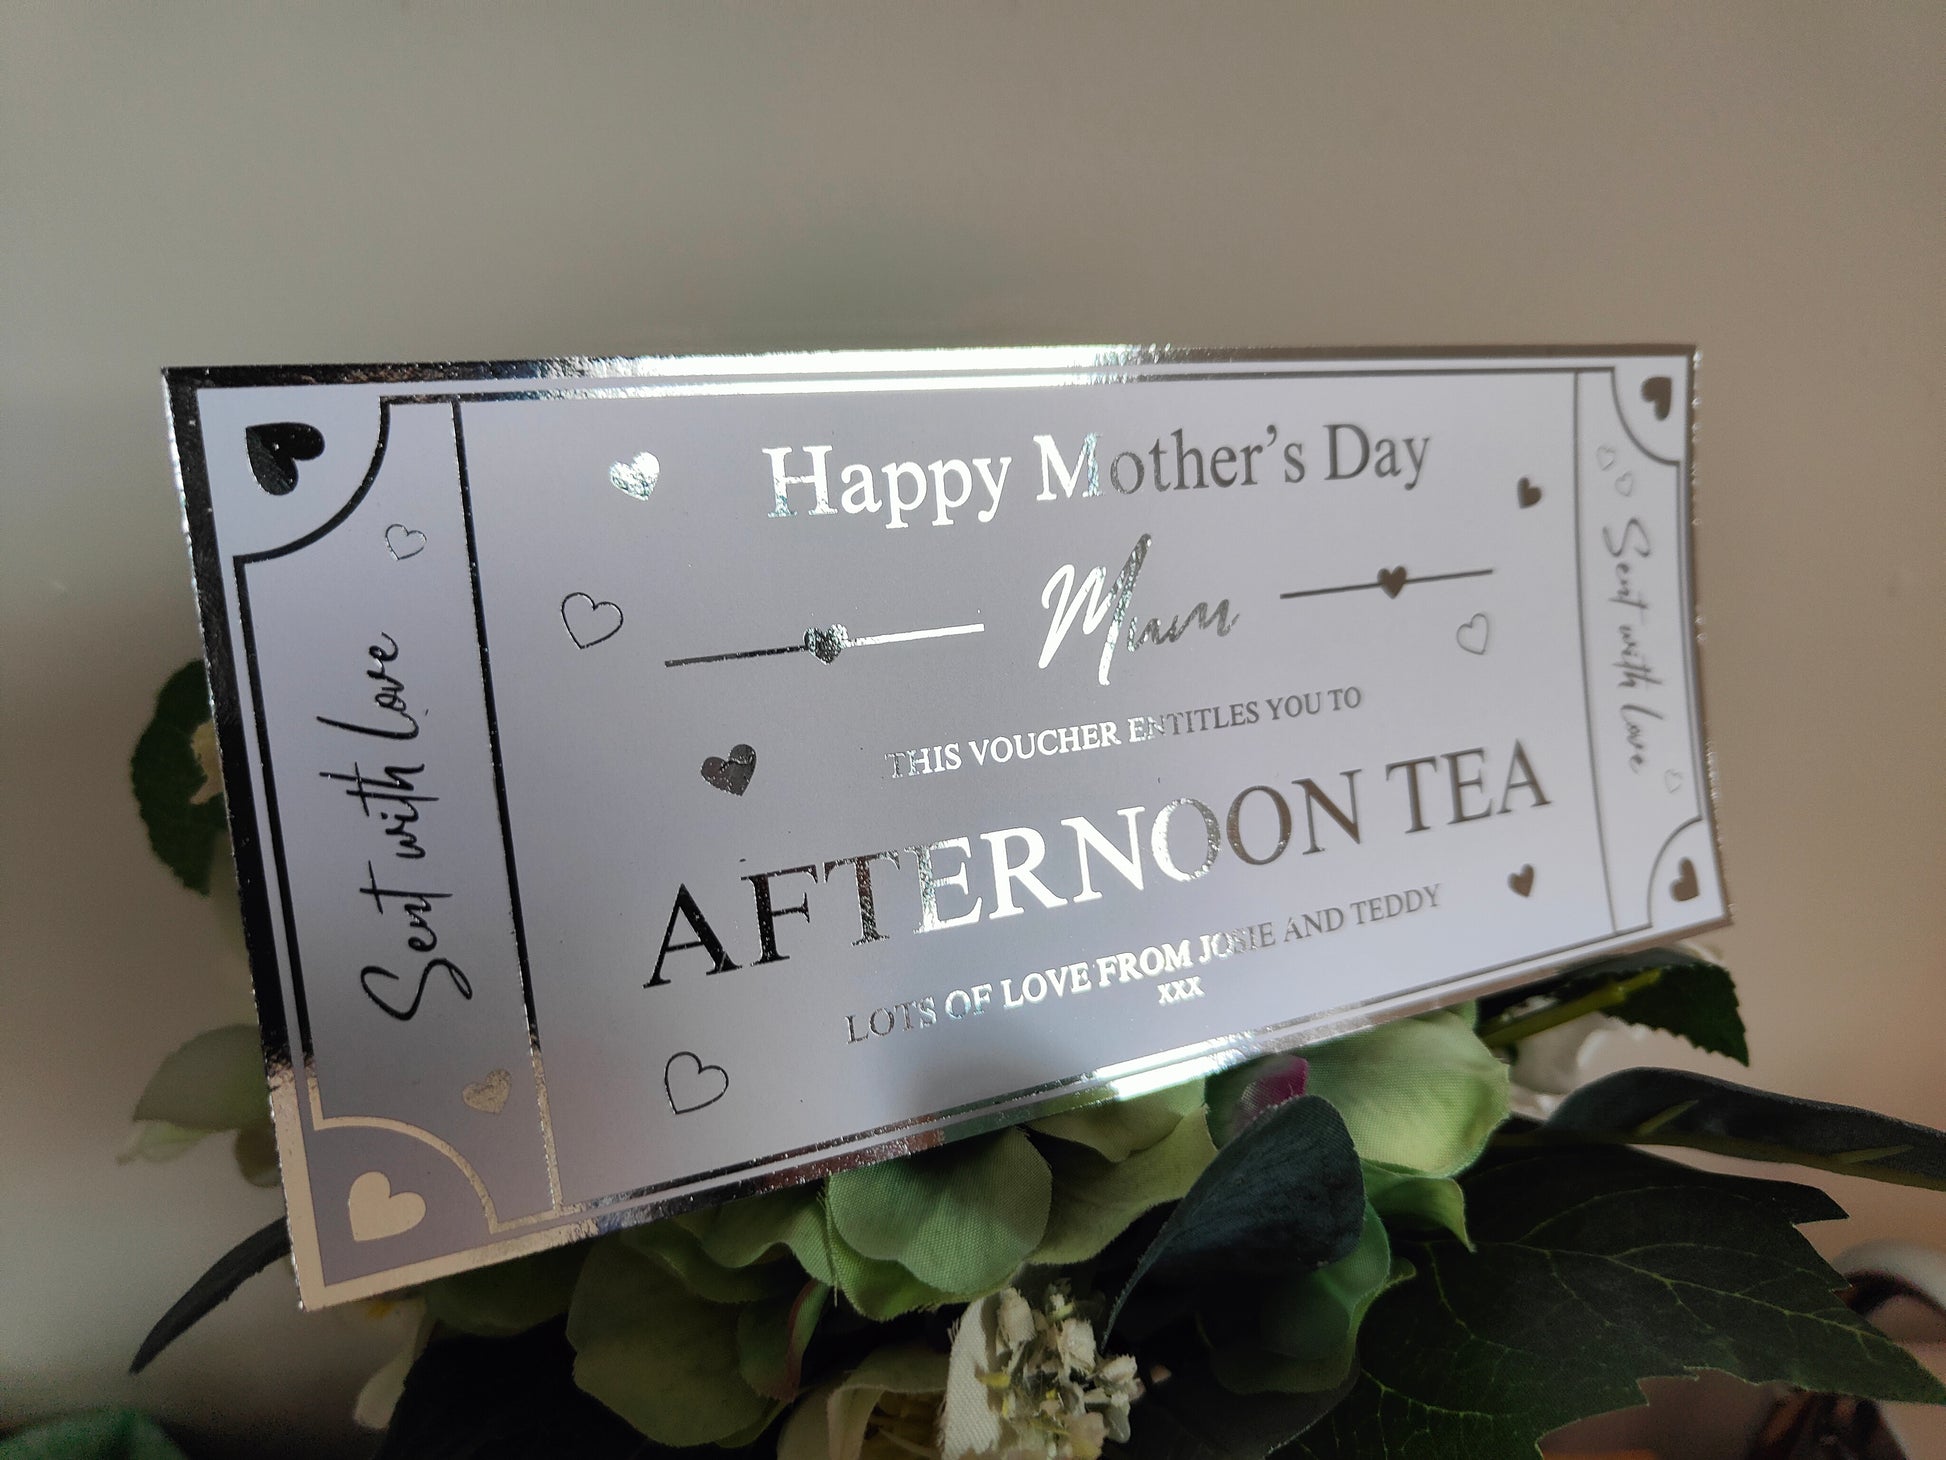 Happy Mother's Day
Mum
THIS VOUCHER ENTITLES YOU TO
AFTERNOON TEA
LOTS OF LOVE FROM JOSIE AND TEDDY
xxx
Sent with Love
Sent with Love